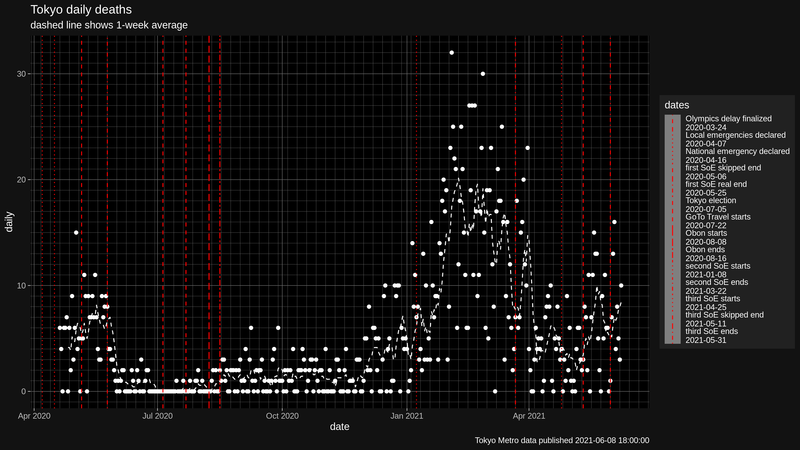 Tokyo daily deaths
dashed line shows 1-week average
daily
30
20
10
0
Apr 2020
Jul 2020
Oct 2020
Jan 2021
Apr 2021
date
dates
Olympics delay finalized
2020-03-24
Local emergencies declared
2020-04-07
National emergency declared
2020-04-16
first SoE skipped end
2020-05-06
first SoE real end
2020-05-25
Tokyo election
2020-07-05
GoTo Travel starts
2020-07-22
Obon starts
2020-08-08
Obon ends
2020-08-16
second SoE starts
2021-01-08
second SoE ends
2021-03-22
third SoE starts
2021-04-25
third SoE skipped end
2021-05-11
third SoE ends
2021-05-31
Tokyo Metro data published 2021-06-08 18:00:00